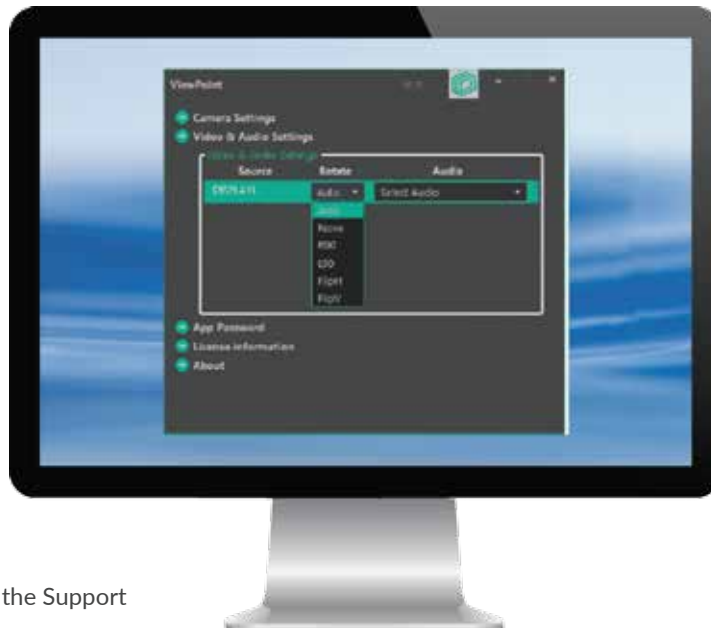 ViewPoint
Camera Settings
Video & Audio Settings
Video & Audio Settings
Source Rotate Audio
Auto Select Audio
Auto
None
R90
L90
FlipH
FlipV
App Password
License information
About
the Support